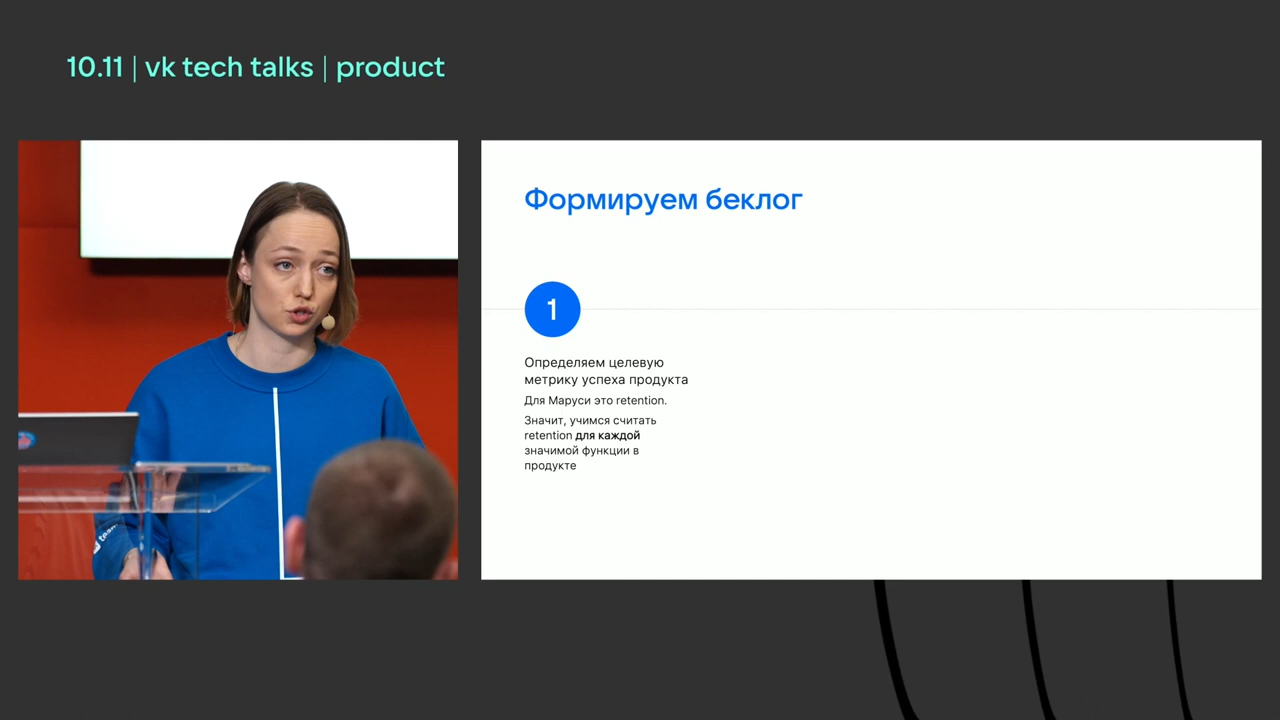 10.11 | vk tech talks | product
Формируем беклог
1
Определяем целевую
метрику успеха продукта
Для Маруси это retention.
Значит, учимся считать
retention для каждой
значимой функции в
продукте